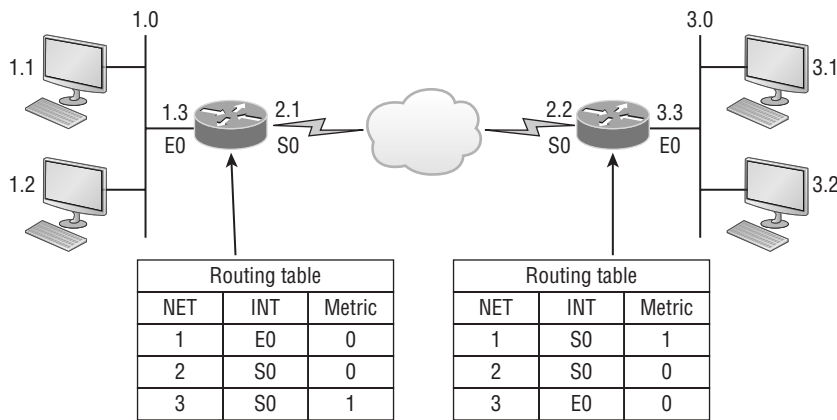 1.0
3.0
1.1
3.1
1.3
2.1
2.2
3.3
E0
S0
S0
E0
1.2
3.2
Routing table
NET INT Metric
1 E0 0
2 S0 0
3 S0 1
Routing table
NET INT Metric
1 S0 1
2 S0 0
3 E0 0